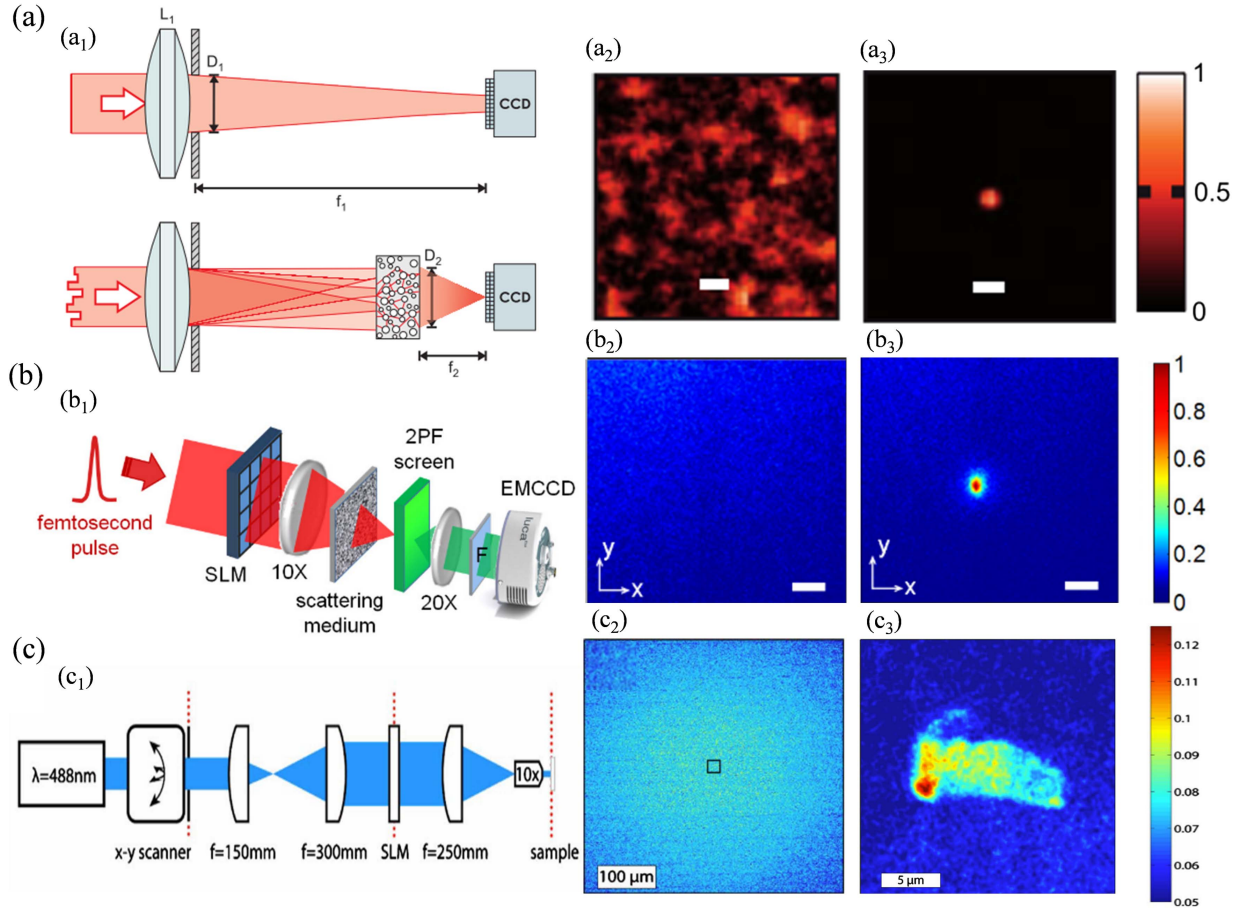 (a)
(a1)
L1
D1
CCD
f1
D2
CCD
f2
(a2)
(a3)
1
0.5
0
(b)
(b1)
femtosecond
pulse
SLM
10X
scattering
medium
2PF
screen
20X
F
EMCCD
luca
(b2)
y
x
(b3)
y
x
1
0.8
0.6
0.4
0.2
0
(c)
(c1)
λ=488nm
10x
x-y scanner
f=150mm
f=300mm
SLM
f=250mm
sample
(c2)
100 μm
(c3)
5 μm
0.12
0.11
0.10
0.09
0.08
0.07
0.06
0.05